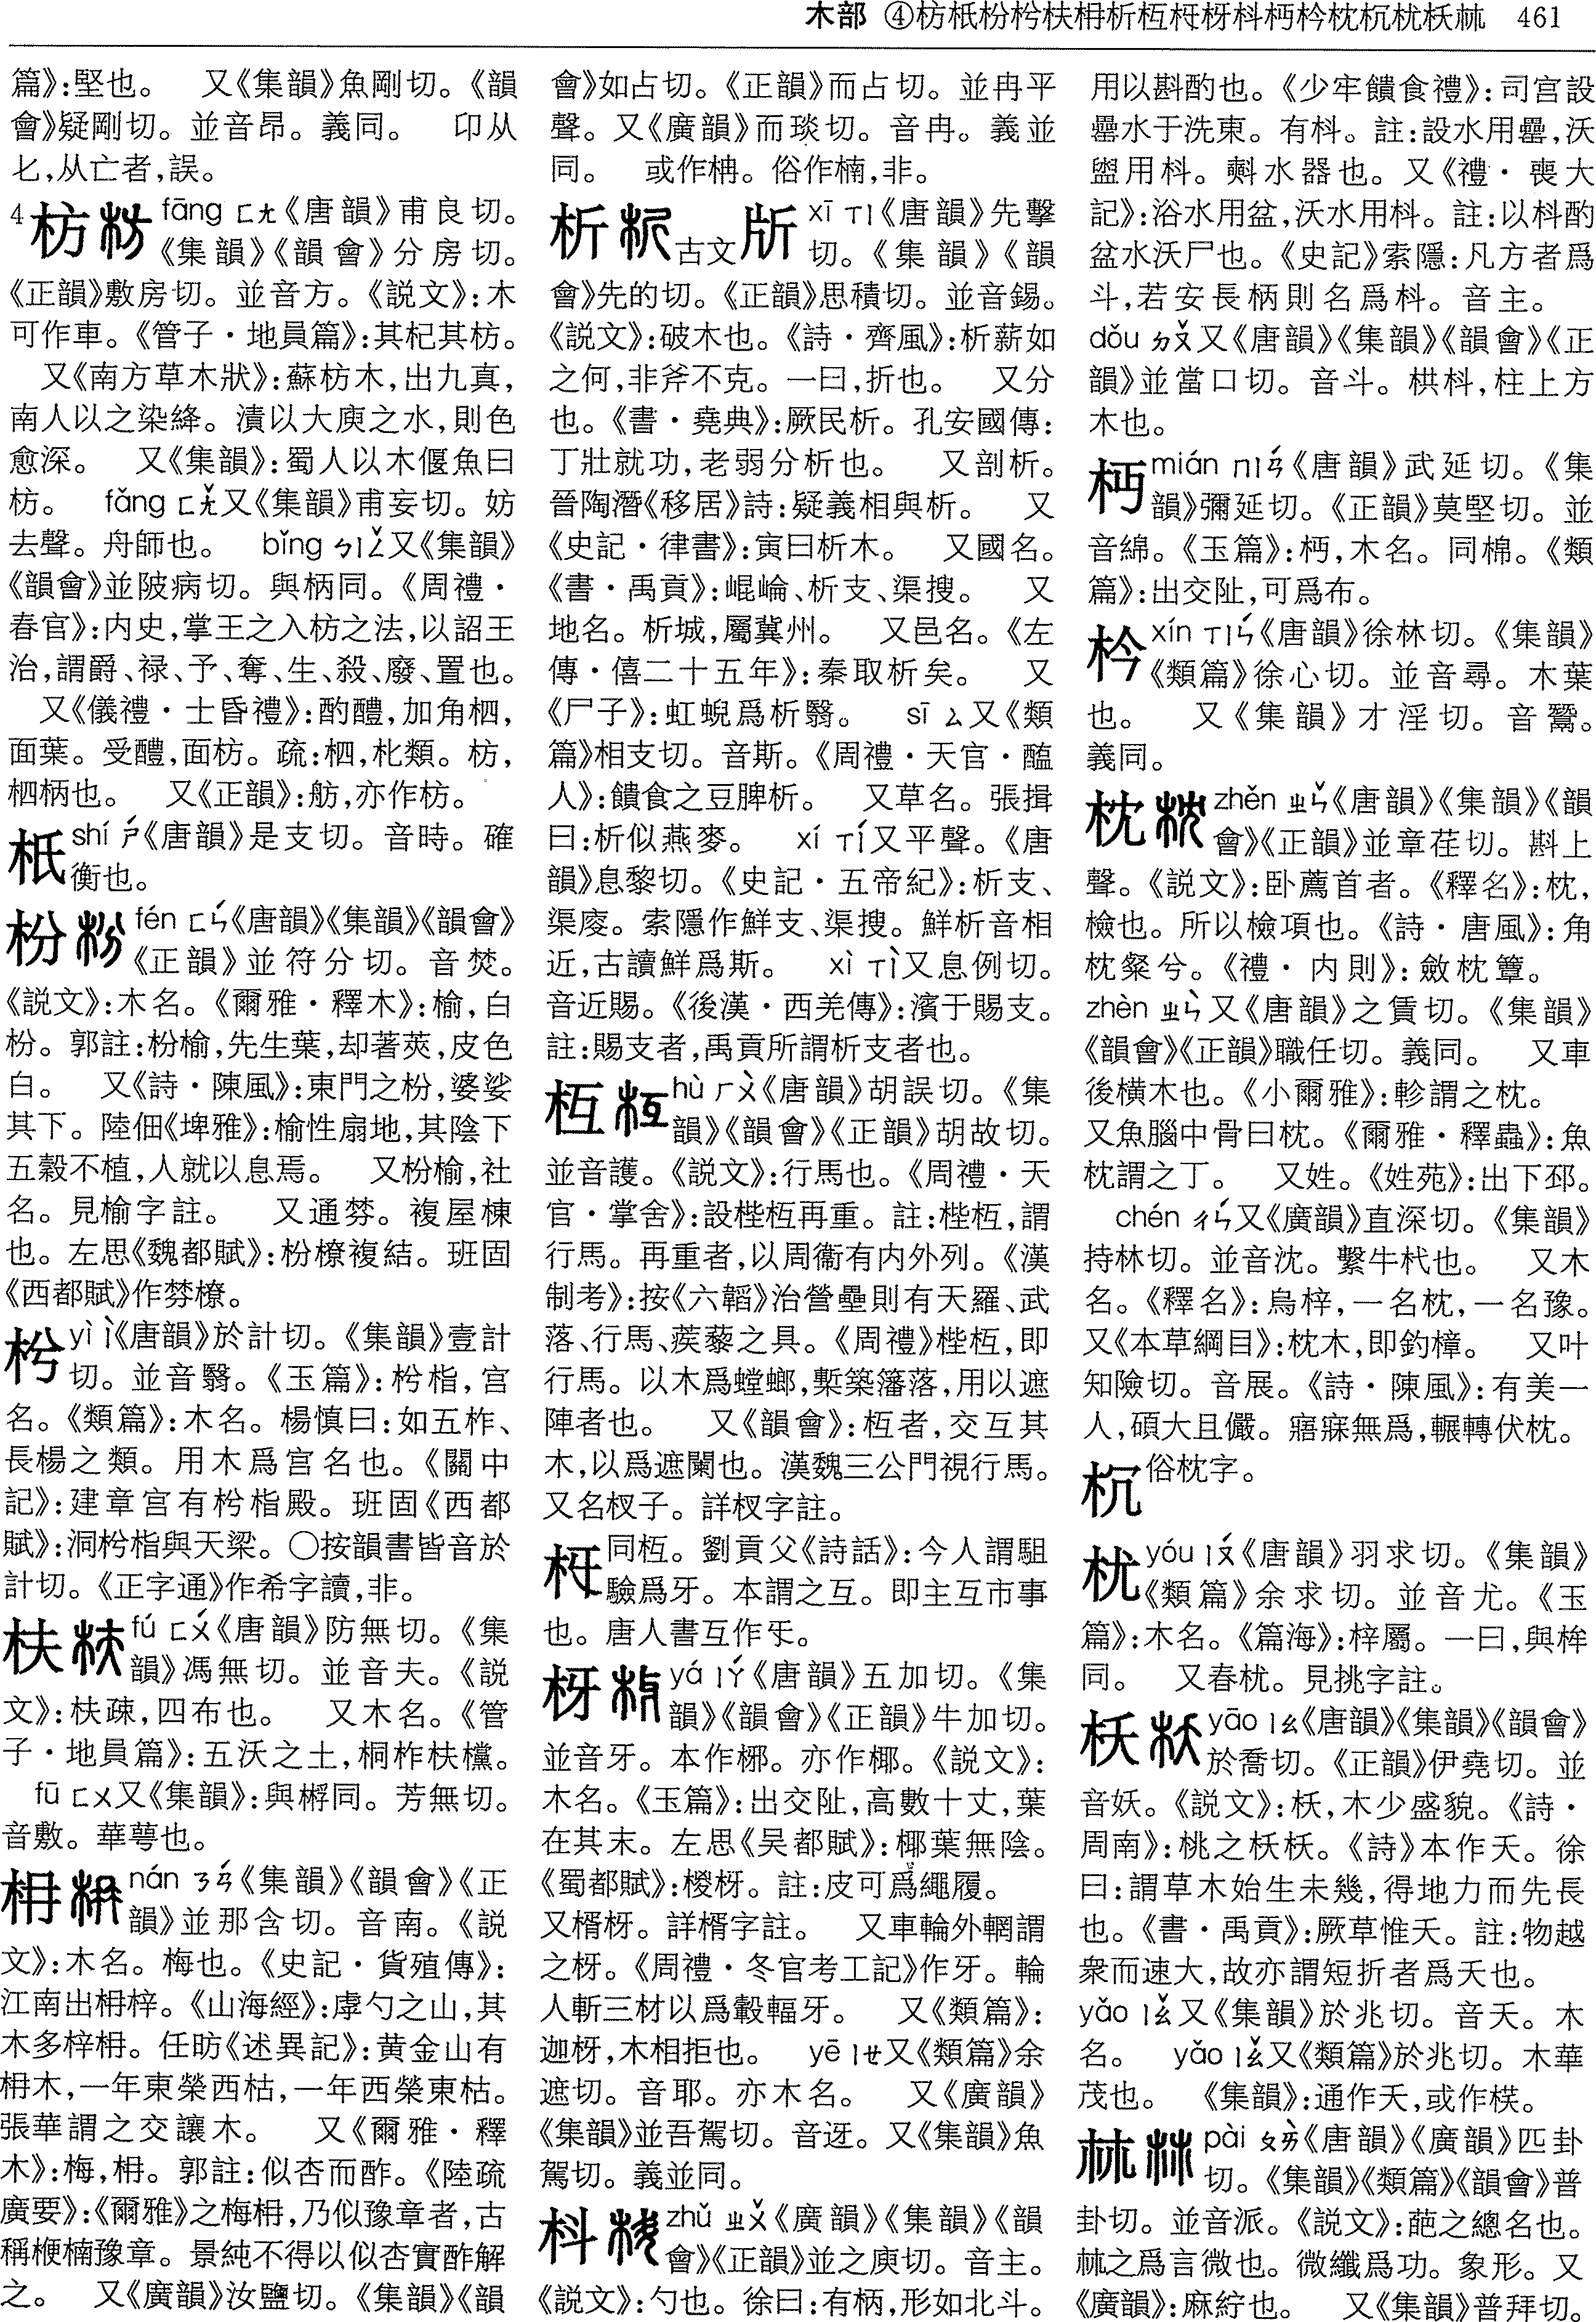 木部 ④枋柢枌枍枎枏析枑枒枓杤枔枕枕枖 461
篇》:堅也。 又《集韻》魚剛切。《韻
會》疑剛切。並音昂。義同。 卬从
匕,从亡者,誤。
4 枋 fāng ㄈㄤ《唐韻》甫良切。
《集韻》《韻會》分房切。
《正韻》敷房切。並音方。《説文》:木
可作車。《管子·地員篇》:其杞其枋。
又《南方草木狀》:蘇枋木,出九真,
南人以之染絳。漬以大庾之水,則色
愈深。 又《集韻》:蜀人以木偃魚曰
枋。 fǎng ㄈㄤˇ又《集韻》甫妄切。妨
去聲。舟師也。 bǐng ㄅㄧㄥˇ又《集韻》
《韻會》並陂病切。與柄同。《周禮·
春官》:内史,掌王之入枋之法,以詔王
治,謂爵、禄、予、奪、生、殺、廢、置也。
又《儀禮·士昏禮》:酌醴,加角柶,
面葉。受醴,面枋。疏:柶,朼類。枋,
柶柄也。 又《正韻》:舫,亦作枋。
shí ㄕˊ《唐韻》是支切。音時。確
衡也。
枌 fén ㄈㄣˊ《唐韻》《集韻》《韻會》
《正韻》並符分切。音焚。
《説文》:木名。《爾雅·釋木》:榆,白
枌。郭註:枌榆,先生葉,却著莢,皮色
白。 又《詩·陳風》:東門之枌,婆娑
其下。陸佃《埤雅》:榆性扇地,其陰下
五穀不植,人就以息焉。 又枌榆,社
名。見榆字註。 又通棼。複屋棟
也。左思《魏都賦》:枌橑複結。班固
《西都賦》作棼橑。
枍 yì ㄧˋ《唐韻》於計切。《集韻》壹計
切。並音翳。《玉篇》:枍栺,宫
名。《類篇》:木名。楊慎曰:如五柞、
長楊之類。用木爲宫名也。《關中
記》:建章宫有枍栺殿。班固《西都
賦》:洞枍栺與天梁。○按韻書皆音於
計切。《正字通》作希字讀,非。
枎 fú ㄈㄨˊ《唐韻》防無切。《集
韻》馮無切。並音夫。《説
文》:枎疎,四布也。 又木名。《管
子·地員篇》:五沃之土,桐柞枎櫄。
fū ㄈㄨ又《集韻》:與桴同。芳無切。
音敷。華萼也。
枏 nán ㄋㄢˊ《集韻》《韻會》《正
韻》並那含切。音南。《説
文》:木名。梅也。《史記·貨殖傳》:
江南出枏梓。《山海經》:虖勺之山,其
木多梓枏。任昉《述異記》:黄金山有
枏木,一年東榮西枯,一年西榮東枯。
張華謂之交讓木。 又《爾雅·釋
木》:梅,枏。郭註:似杏而酢。《陸疏
廣要》:《爾雅》之梅枏,乃似豫章者,古
稱楩楠豫章。景純不得以似杏實酢解
之。 又《廣韻》汝鹽切。《集韻》《韻
會》如占切。《正韻》而占切。並冉平
聲。又《廣韻》而琰切。音冉。義並
同。 或作柟。俗作楠,非。
析 古文 xī ㄒㄧ《唐韻》先擊
切。《集韻》《韻
會》先的切。《正韻》思積切。並音錫。
《説文》:破木也。《詩·齊風》:析薪如
之何,非斧不克。一曰,折也。 又分
也。《書·堯典》:厥民析。孔安國傳:
丁壯就功,老弱分析也。 又剖析。
晉陶潛《移居》詩:疑義相與析。 又
《史記·律書》:寅曰析木。 又國名。
《書·禹貢》:崐崘、析支、渠搜。 又
地名。析城,屬冀州。 又邑名。《左
傳·僖二十五年》:秦取析矣。 又
《尸子》:虹蜺爲析翳。 sī ㄙ又《類
篇》相支切。音斯。《周禮·天官·醢
人》:饋食之豆脾析。 又草名。張揖
曰:析似燕麥。 xí ㄒㄧˊ又平聲。《唐
韻》息黎切。《史記·五帝紀》:析支、
渠廋。索隱作鮮支、渠搜。鮮析音相
近,古讀鮮爲斯。 xì ㄒㄧˋ又息例切。
音近賜。《後漢·西羌傳》:濱于賜支。
註:賜支者,禹貢所謂析支者也。
枑 hù ㄏㄨˋ《唐韻》胡誤切。《集
韻》《韻會》《正韻》胡故切。
並音護。《説文》:行馬也。《周禮·天
官·掌舍》:設梐枑再重。註:梐枑,謂
行馬。再重者,以周衞有内外列。《漢
制考》:按《六韜》治營壘則有天羅、武
落、行馬、蒺藜之具。《周禮》梐枑,即
行馬。以木爲螳螂,槧築籓落,用以遮
陣者也。 又《韻會》:枑者,交互其
木,以爲遮闌也。漢魏三公門視行馬。
又名杈子。詳杈字註。
同枑。劉貢父《詩話》:今人謂駔
驗爲牙。本謂之互。即主互市事
也。唐人書互作㸦。
枒 yá ㄧㄚˊ《唐韻》五加切。《集
韻》《韻會》《正韻》牛加切。
並音牙。本作梛。亦作椰。《説文》:
木名。《玉篇》:出交阯,高數十丈,葉
在其末。左思《吴都賦》:椰葉無陰。
《蜀都賦》:椶枒。註:皮可爲繩履。
又楈枒。詳楈字註。 又車輪外輞謂
之枒。《周禮·冬官考工記》作牙。輪
人斬三材以爲轂輻牙。 又《類篇》:
迦枒,木相拒也。 yē ㄧㄝ又《類篇》余
遮切。音耶。亦木名。 又《廣韻》
《集韻》並吾駕切。音迓。又《集韻》魚
駕切。義並同。
枓 zhǔ ㄓㄨˇ《廣韻》《集韻》《韻
會》《正韻》並之庾切。音主。
《説文》:勺也。徐曰:有柄,形如北斗。
用以斟酌也。《少牢饋食禮》:司宫設
罍水于洗東。有枓。註:設水用罍,沃
盥用枓。㪺水器也。又《禮·喪大
記》:浴水用盆,沃水用枓。註:以枓酌
盆水沃尸也。《史記》索隱:凡方者爲
斗,若安長柄則名爲枓。音主。
dǒu ㄉㄡˇ又《唐韻》《集韻》《韻會》《正
韻》並當口切。音斗。栱枓,柱上方
木也。
mián ㄇㄧㄢˊ《唐韻》武延切。《集
韻》彌延切。《正韻》莫堅切。並
音綿。《玉篇》:杤,木名。同棉。《類
篇》:出交阯,可爲布。
枔 xín ㄒㄧㄣˊ《唐韻》徐林切。《集韻》
《類篇》徐心切。並音尋。木葉
也。 又《集韻》才淫切。音鬵。
義同。
枕 zhěn ㄓㄣˇ《唐韻》《集韻》《韻
會》《正韻》並章荏切。斟上
聲。《説文》:卧薦首者。《釋名》:枕,
檢也。所以檢項也。《詩·唐風》:角
枕粲兮。《禮·内則》:斂枕簟。
zhèn ㄓㄣˋ又《唐韻》之賃切。《集韻》
《韻會》《正韻》職任切。義同。 又車
後橫木也。《小爾雅》:軫謂之枕。
又魚腦中骨曰枕。《爾雅·釋蟲》:魚
枕謂之丁。 又姓。《姓苑》:出下邳。
chén ㄔㄣˊ又《廣韻》直深切。《集韻》
持林切。並音沈。繫牛杙也。 又木
名。《釋名》:烏梓,一名枕,一名豫。
又《本草綱目》:枕木,即釣樟。 又叶
知險切。音展。《詩·陳風》:有美一
人,碩大且儼。寤寐無爲,輾轉伏枕。
俗枕字。
yóu ㄧㄡˊ《唐韻》羽求切。《集韻》
《類篇》余求切。並音尤。《玉
篇》:木名。《篇海》:梓屬。一曰,與桙
同。 又舂枕。見挑字註。
枖 yāo ㄧㄠ《唐韻》《集韻》《韻會》
於喬切。《正韻》伊堯切。並
音妖。《説文》:枖,木少盛貌。《詩·
周南》:桃之枖枖。《詩》本作夭。徐
曰:謂草木始生未幾,得地力而先長
也。《書·禹貢》:厥草惟夭。註:物越
衆而速大,故亦謂短折者爲夭也。
yǎo ㄧㄠˇ又《集韻》於兆切。音夭。木
名。 yǎo ㄧㄠˇ又《類篇》於兆切。木華
茂也。 《集韻》:通作夭,或作楔。
𣏟 pài ㄆㄞˋ《唐韻》《廣韻》匹卦
切。《集韻》《類篇》《韻會》普
卦切。並音派。《説文》:葩之總名也。
𣏟之爲言微也。微纖爲功。象形。又
《廣韻》:麻紵也。 又《集韻》普拜切。